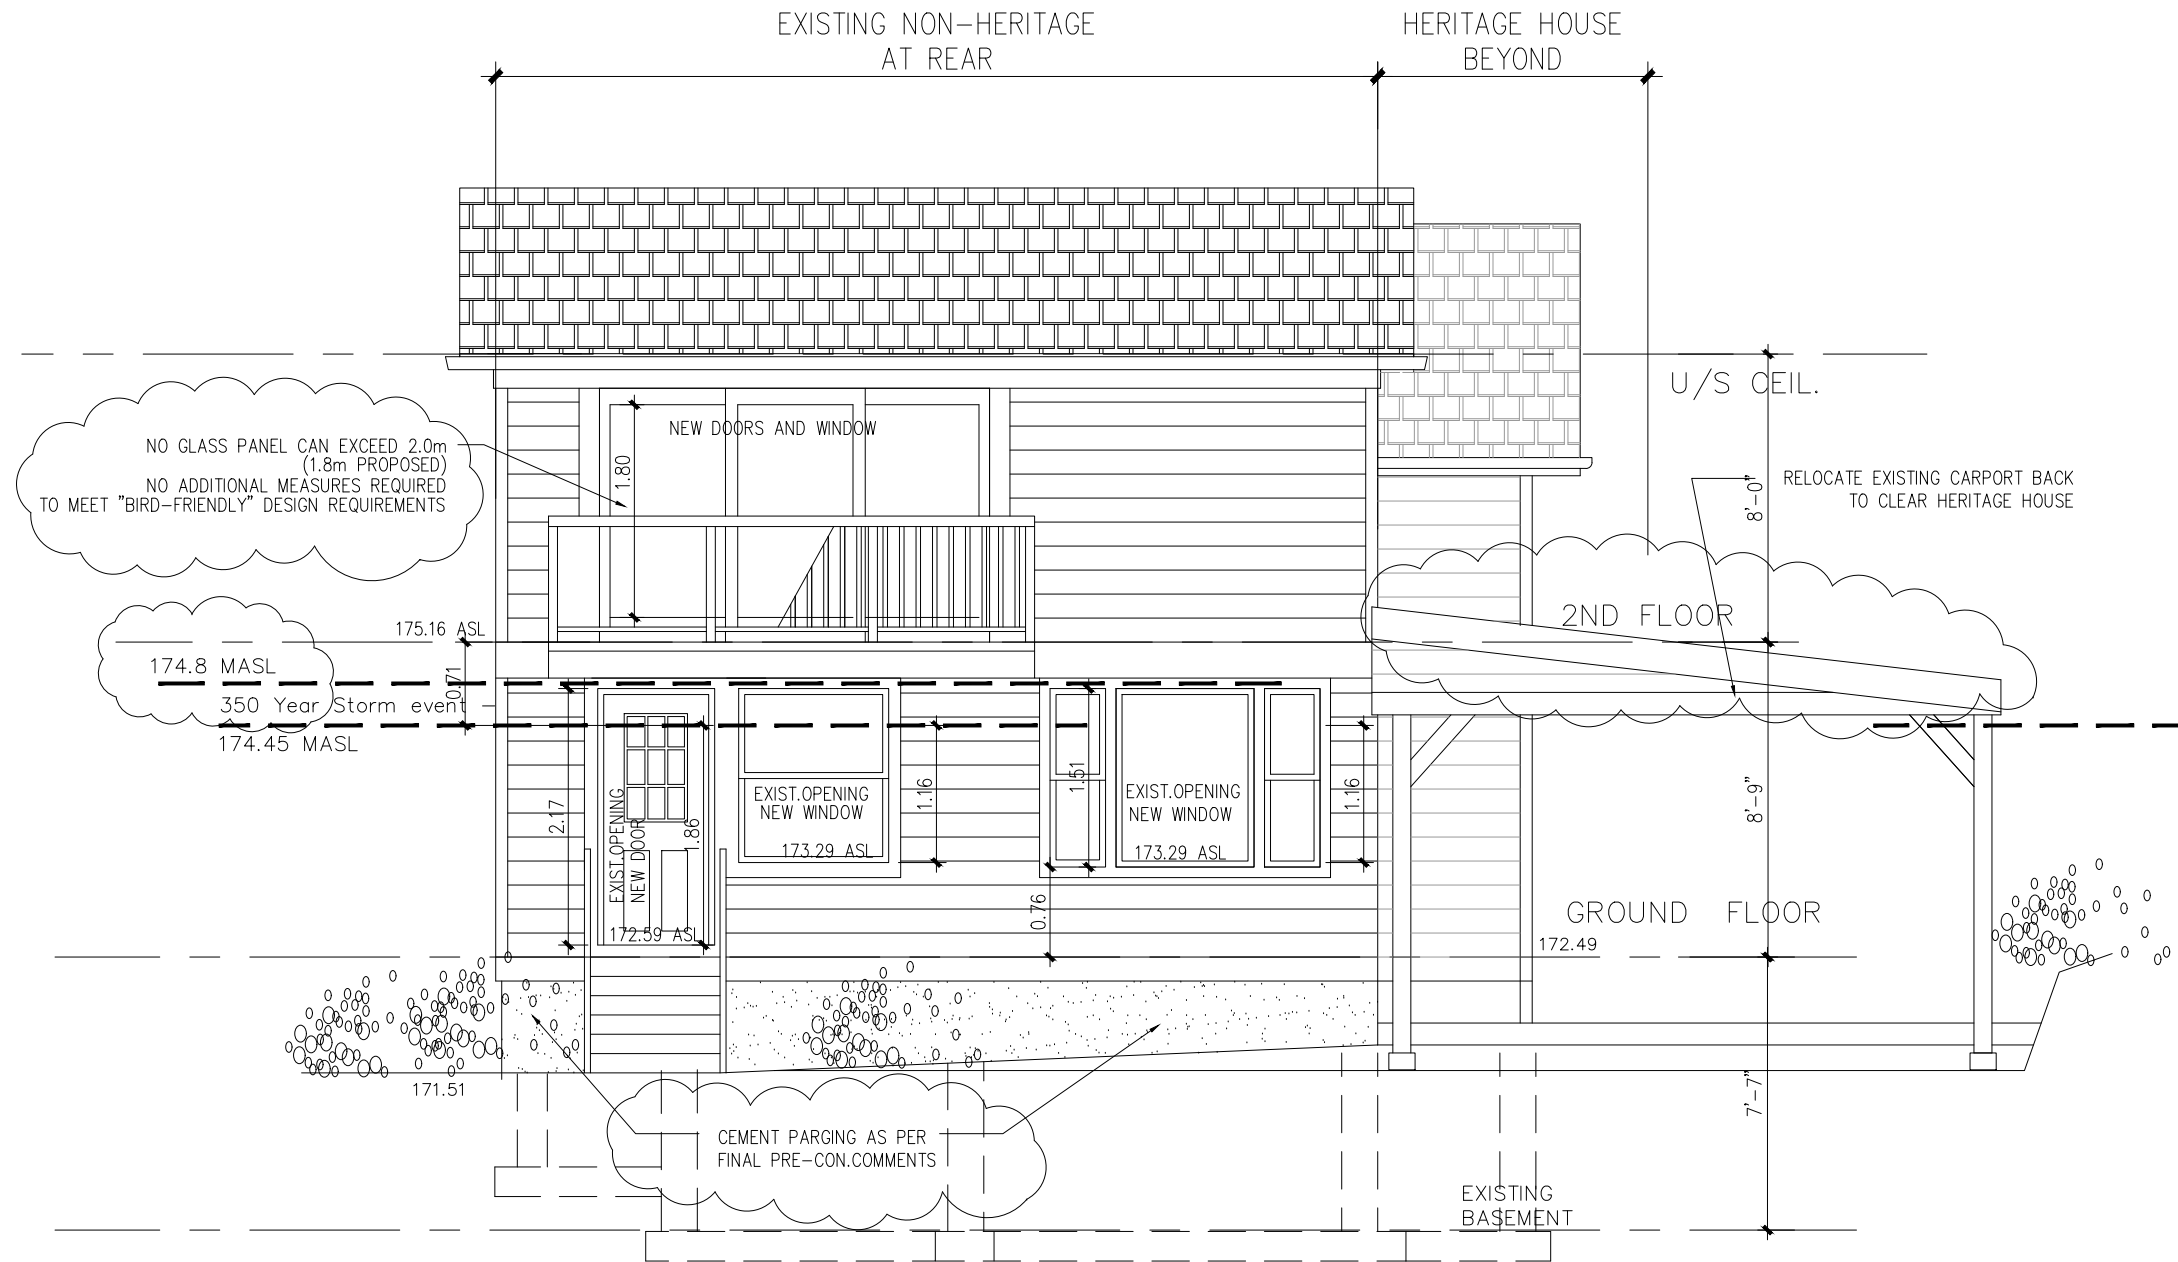 EXISTING NON-HERITAGE
AT REAR
HERITAGE HOUSE
BEYOND
U/S CEIL.
NEW DOORS AND WINDOW
NO GLASS PANEL CAN EXCEED 2.0m
(1.8m PROPOSED)
NO ADDITIONAL MEASURES REQUIRED
TO MEET "BIRD-FRIENDLY" DESIGN REQUIREMENTS
1.80
8'-0"
RELOCATE EXISTING CARPORT BACK
TO CLEAR HERITAGE HOUSE
2ND FLOOR
175.16 ASL
174.8 MASL
0.71
350 Year Storm event
174.45 MASL
2.17
EXIST.OPENING
NEW DOOR
1.86
EXIST.OPENING
NEW WINDOW
173.29 ASL
1.16
1.51
EXIST.OPENING
NEW WINDOW
173.29 ASL
1.16
8'-9"
0.76
172.59 ASL
GROUND FLOOR
172.49
171.51
7'-7"
CEMENT PARGING AS PER
FINAL PRE-CON.COMMENTS
EXISTING
BASEMENT